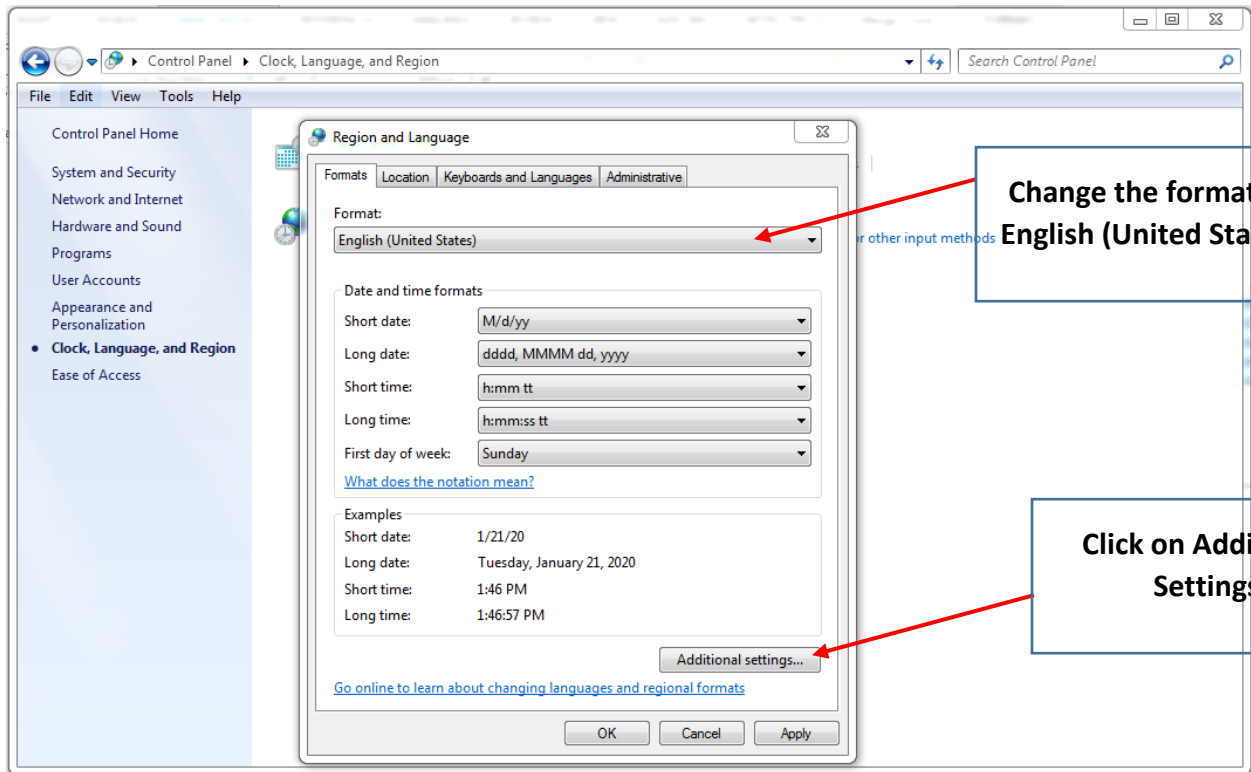 Control Panel ▸ Clock, Language, and Region
Search Control Panel
File Edit View Tools Help
Control Panel Home
System and Security
Network and Internet
Hardware and Sound
Programs
User Accounts
Appearance and
Personalization
Clock, Language, and Region
Ease of Access
Region and Language
Formats Location Keyboards and Languages Administrative
Format:
English (United States)
Date and time formats
Short date: M/d/yy
Long date: dddd, MMMM dd, yyyy
Short time: h:mm tt
Long time: h:mm:ss tt
First day of week: Sunday
What does the notation mean?
Examples
Short date: 1/21/20
Long date: Tuesday, January 21, 2020
Short time: 1:46 PM
Long time: 1:46:57 PM
Additional settings...
Go online to learn about changing languages and regional formats
OK Cancel Apply
r other input methods
Change the format
English (United Sta
Click on Addi
Settings